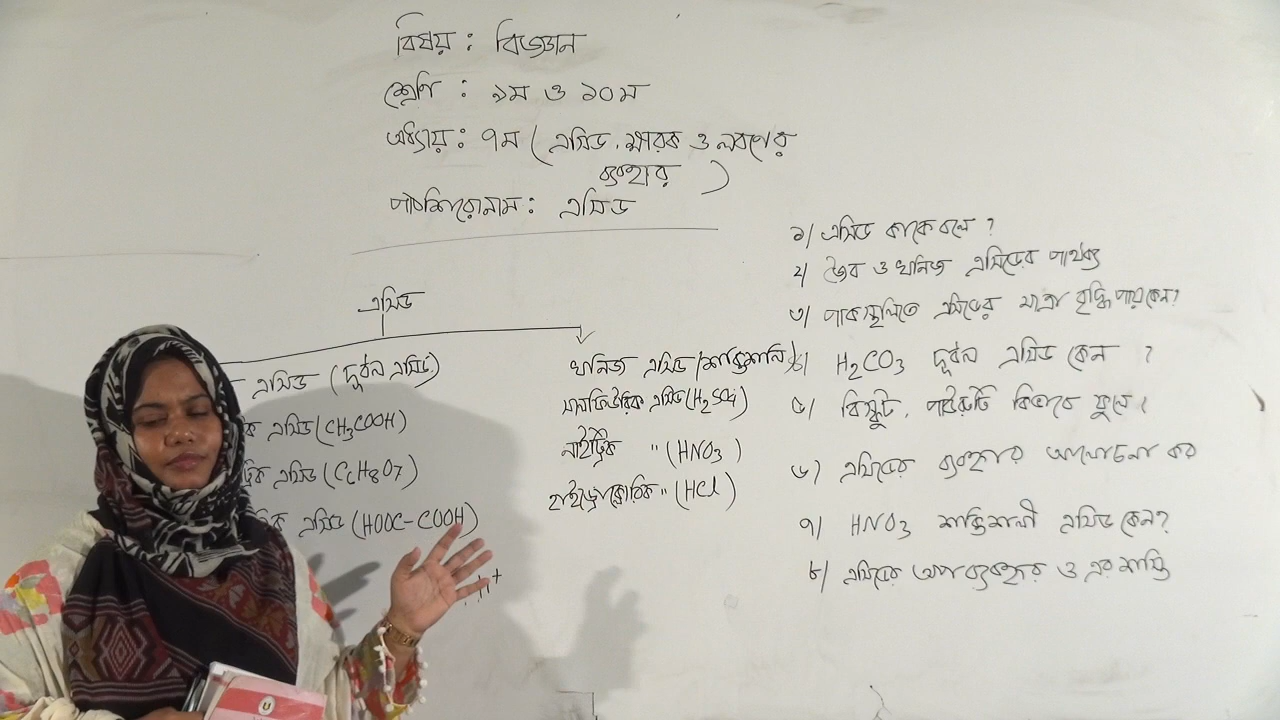 বিষয় : বিজ্ঞান
শ্রেণি : ৯ম ও ১০ম
অধ্যায় : ৭ম ( এসিড, ক্ষারক ও লবণের
ব্যবহার )
পাঠশিরোনাম : এসিড
এসিড
এসিড (দূর্বল এসিড)
ক এসিড (CH3COOH)
ট্রিক এসিড (C6H8O7)
লিক এসিড (HOOC-COOH)
H+
খনিজ এসিড (শক্তিশালী)
সালফিউরিক এসিড (H2SO4)
নাইট্রিক " (HNO3)
হাইড্রোক্লোরিক " (HCl)
১/ এসিড কাকে বলে ?
২/ জৈব ও খনিজ এসিডের পার্থক্য
৩/ পাকস্থলিতে এসিডের মাত্রা বৃদ্ধি পায় কেন?
৪/ H2CO3 দূর্বল এসিড কেন ?
৫/ বিস্কুট, পাউরুটি কিভাবে ফুলে ?
৬/ এসিডের ব্যবহার আলোচনা কর
৭/ HNO3 শক্তিশালী এসিড কেন?
৮/ এসিডের অপব্যবহার ও এর শাস্তি